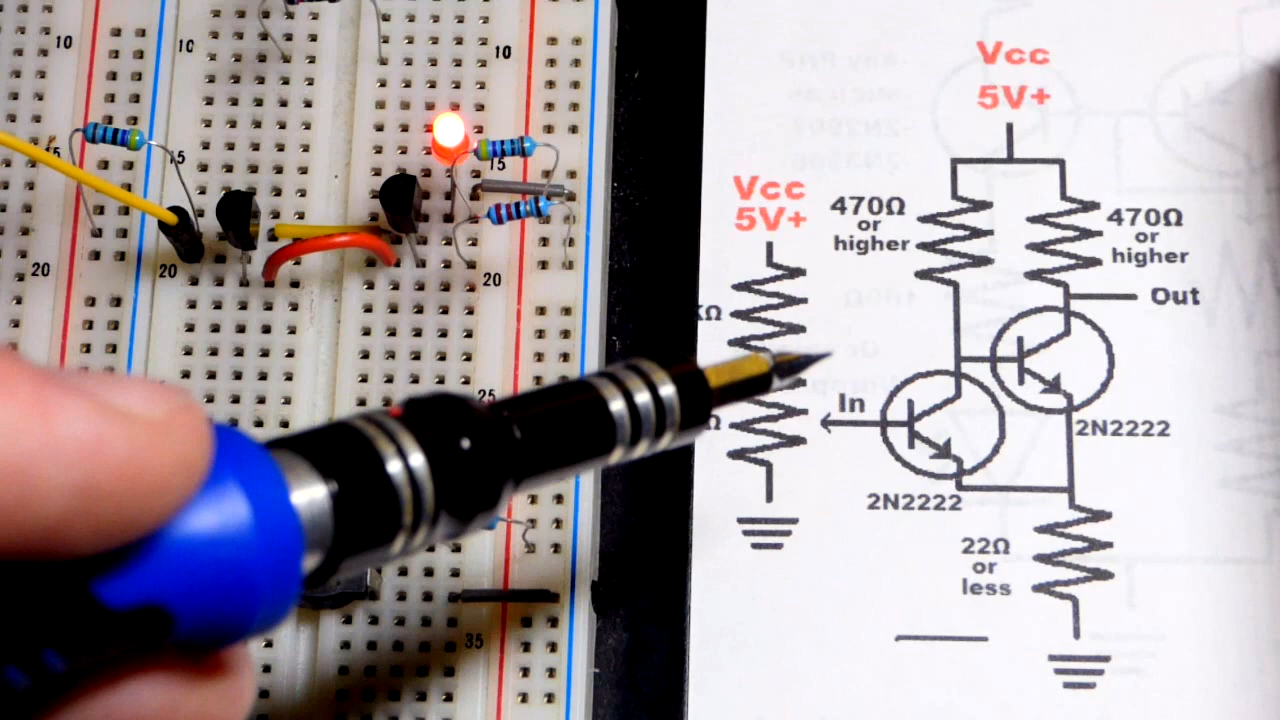 10
10
10
15
15
15
20
20
20
25
35
Vcc
5V+
Vcc
5V+
470Ω
or
higher
470Ω
or
higher
Out
Ω
In
2N2222
2N2222
22Ω
or
less